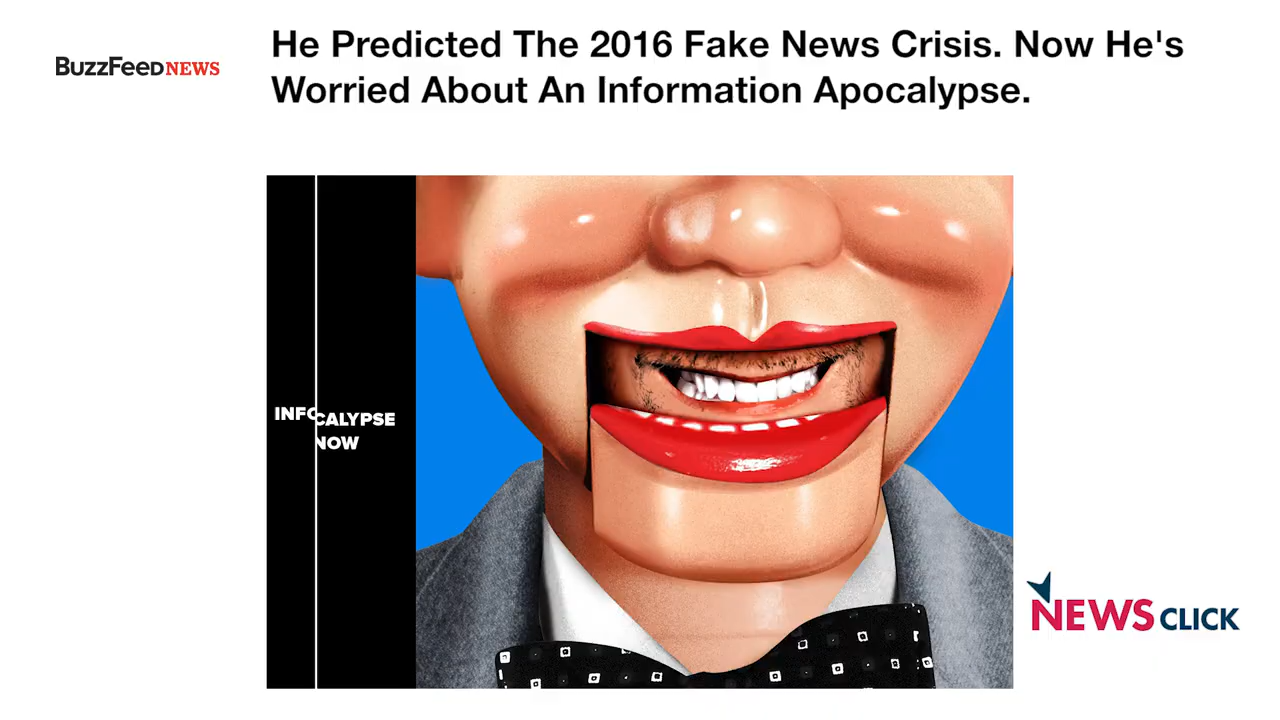 BuzzFeed NEWS
He Predicted The 2016 Fake News Crisis. Now He's
Worried About An Information Apocalypse.
INFO
CALYPSE
NOW
NEWS CLICK